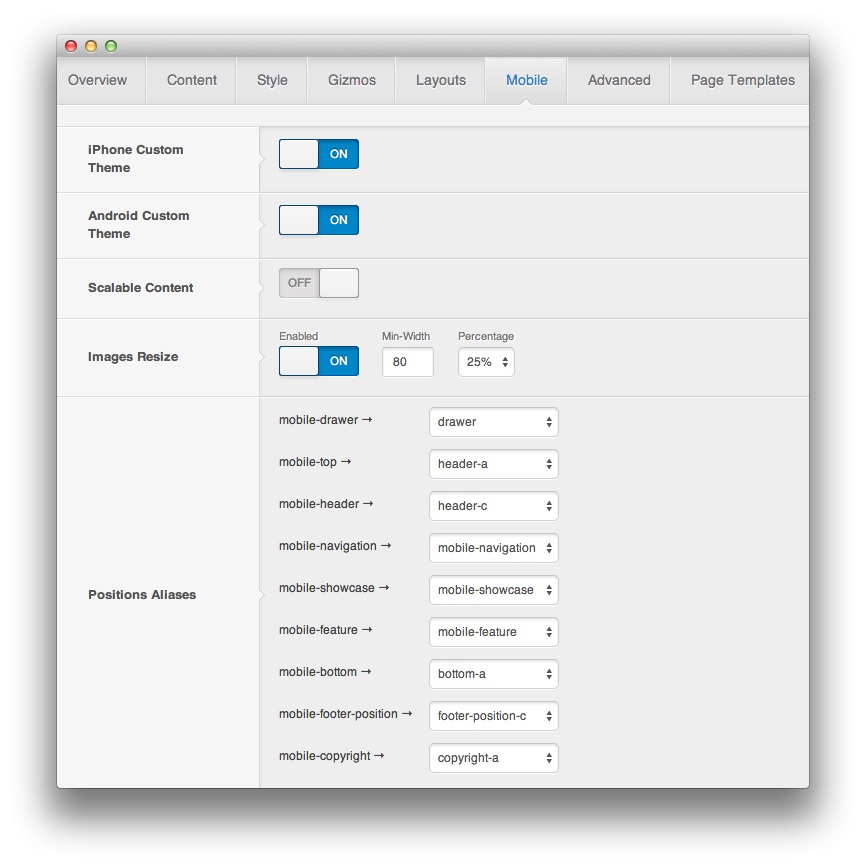 Overview Content Style Gizmos Layouts Mobile Advanced Page Templates
iPhone Custom
Theme
ON
Android Custom
Theme
ON
Scalable Content
OFF
Images Resize
Enabled Min-Width Percentage
ON 80 25%
Positions Aliases
mobile-drawer → drawer
mobile-top → header-a
mobile-header → header-c
mobile-navigation → mobile-navigation
mobile-showcase → mobile-showcase
mobile-feature → mobile-feature
mobile-bottom → bottom-a
mobile-footer-position → footer-position-c
mobile-copyright → copyright-a